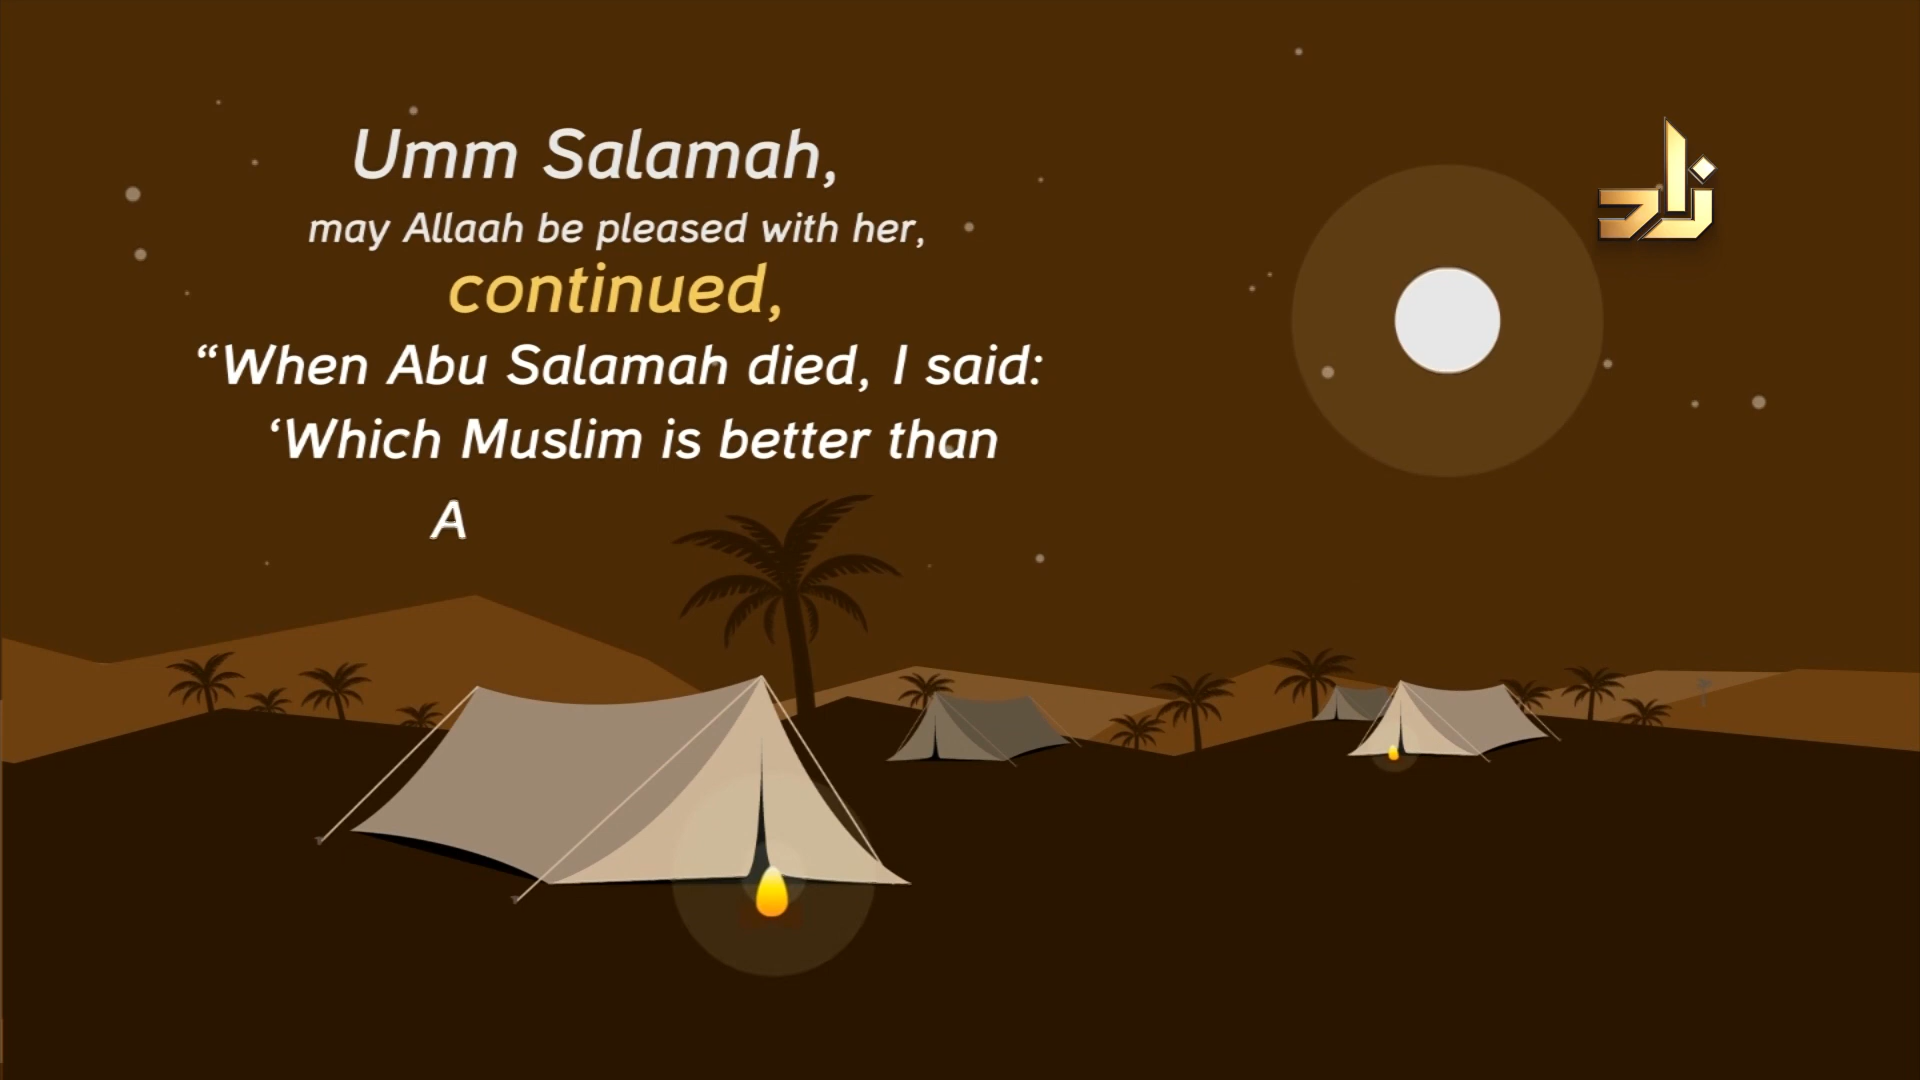 Umm Salamah,
may Allaah be pleased with her,
continued,
“When Abu Salamah died, I said:
‘Which Muslim is better than
A
زاد